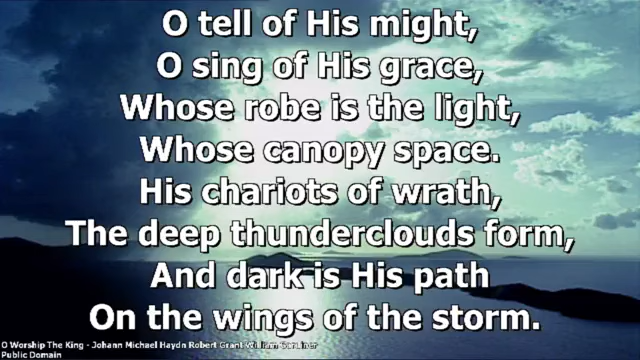 O tell of His might,
O sing of His grace,
Whose robe is the light,
Whose canopy space.
His chariots of wrath,
The deep thunderclouds form,
And dark is His path
On the wings of the storm.
O Worship The King - Johann Michael Haydn Robert Grant William Gardiner
Public Domain